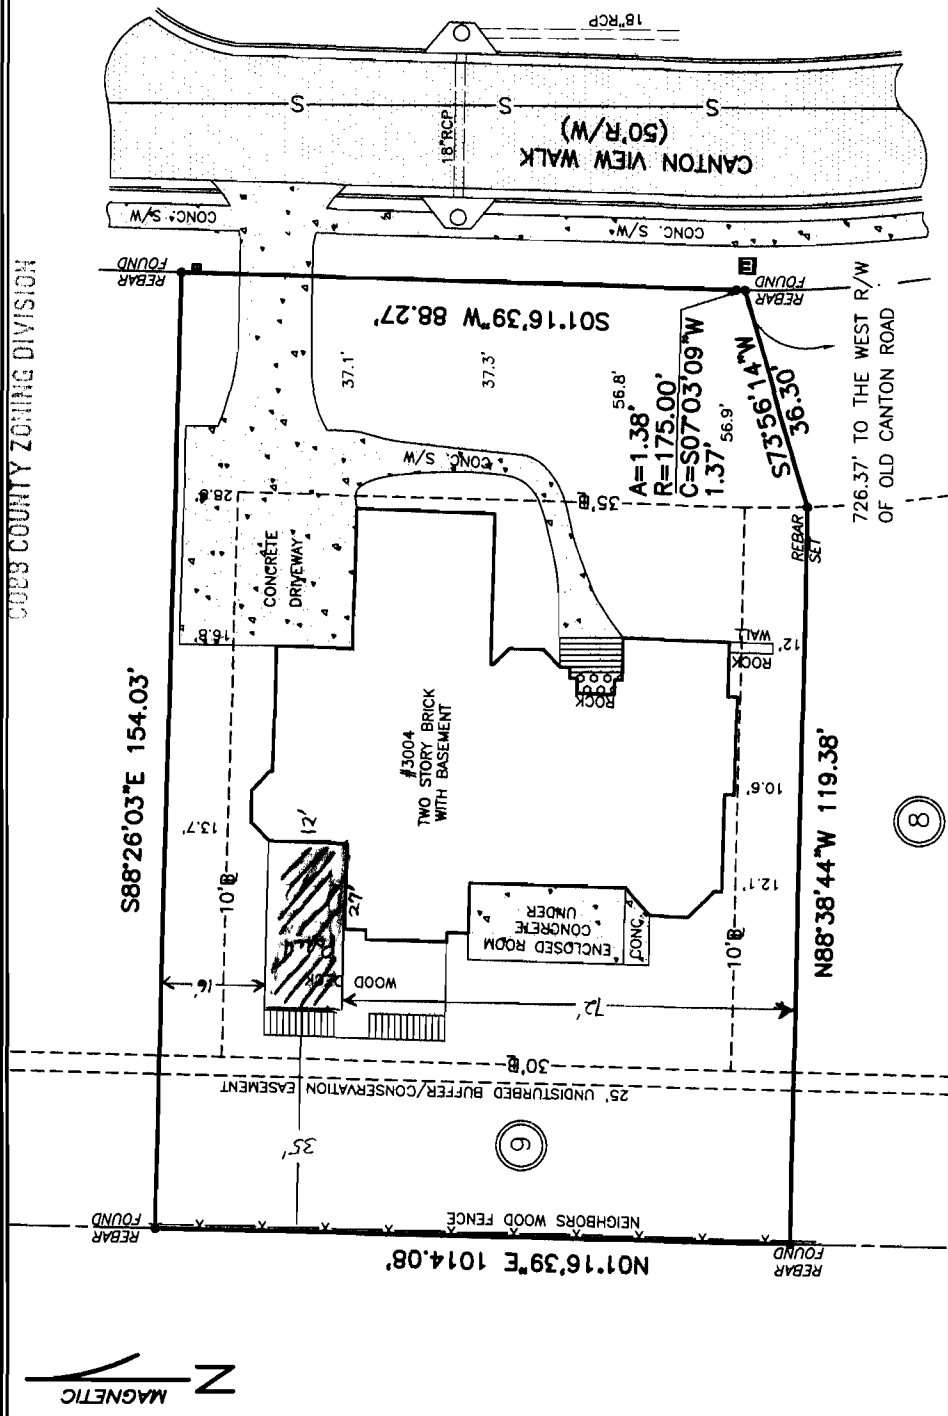 COBB COUNTY ZONING DIVISION
18"RCP
S
S
S
18"RCP
CANTON VIEW WALK
(50'R/W)
CONC. S/W
CONC. S/W
REBAR
FOUND
REBAR
FOUND
S01°16'39"W 88.27'
37.1'
37.3'
56.8'
56.9'
A=1.38'
R=175.00'
C=S07°03'09"W
1.37'
S73°56'14"W
36.30'
726.37' TO THE WEST R/W
OF OLD CANTON ROAD
CONC. S/W
28.8'
35'B
CONCRETE
DRIVEWAY
16.8'
REBAR
SET
ROCK
WALL
12'
ROCK
S88°26'03"E 154.03'
#3004
TWO STORY BRICK
WITH BASEMENT
10.6'
N88°38'44"W 119.38'
8
13.7'
12'
10'B
27'
12.1'
10'B
ENCLOSED ROOM
CONCRETE
UNDER
CONC.
WOOD
DECK
16'
72'
30'B
25' UNDISTURBED BUFFER/CONSERVATION EASEMENT
35'
9
NEIGHBORS WOOD FENCE
REBAR
FOUND
REBAR
FOUND
N01°16'39"E 1014.08'
MAGNETIC
N